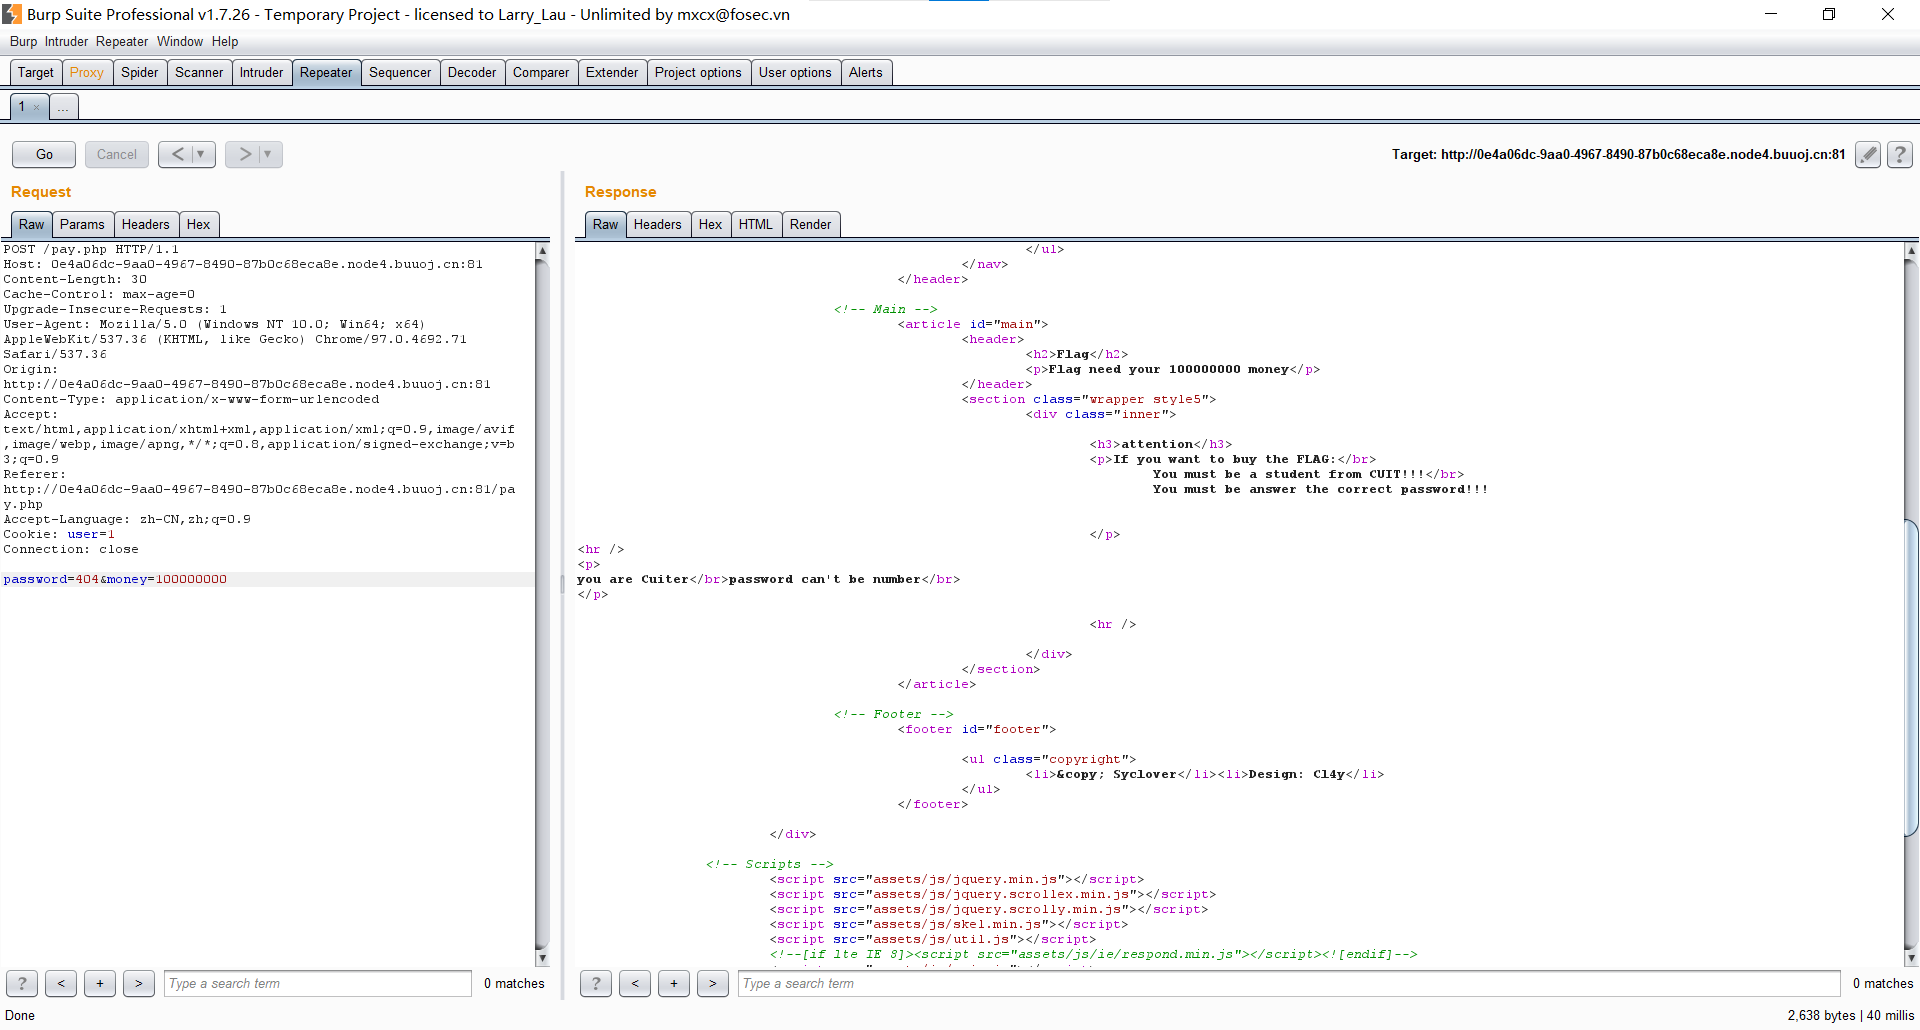 Burp Suite Professional v1.7.26 - Temporary Project - licensed to Larry_Lau - Unlimited by mxcx@fosec.vn
Burp Intruder Repeater Window Help
Target Proxy Spider Scanner Intruder Repeater Sequencer Decoder Comparer Extender Project options User options Alerts
1 × ...
Go Cancel < ▼ > ▼ Target: http://0e4a06dc-9aa0-4967-8490-87b0c68eca8e.node4.buuoj.cn:81 ?
Request
Raw Params Headers Hex
POST /pay.php HTTP/1.1
Host: 0e4a06dc-9aa0-4967-8490-87b0c68eca8e.node4.buuoj.cn:81
Content-Length: 30
Cache-Control: max-age=0
Upgrade-Insecure-Requests: 1
User-Agent: Mozilla/5.0 (Windows NT 10.0; Win64; x64)
AppleWebKit/537.36 (KHTML, like Gecko) Chrome/97.0.4692.71
Safari/537.36
Origin:
http://0e4a06dc-9aa0-4967-8490-87b0c68eca8e.node4.buuoj.cn:81
Content-Type: application/x-www-form-urlencoded
Accept:
text/html,application/xhtml+xml,application/xml;q=0.9,image/avif
,image/webp,image/apng,*/*;q=0.8,application/signed-exchange;v=b
3;q=0.9
Referer:
http://0e4a06dc-9aa0-4967-8490-87b0c68eca8e.node4.buuoj.cn:81/pa
y.php
Accept-Language: zh-CN,zh;q=0.9
Cookie: user=1
Connection: close
password=404&money=100000000
? < + > Type a search term 0 matches
Response
Raw Headers Hex HTML Render
</ul>
</nav>
</header>
<!-- Main -->
<article id="main">
<header>
<h2>Flag</h2>
<p>Flag need your 100000000 money</p>
</header>
<section class="wrapper style5">
<div class="inner">
<h3>attention</h3>
<p>If you want to buy the FLAG:</br>
You must be a student from CUIT!!!</br>
You must be answer the correct password!!!
</p>
<hr />
<p>
you are Cuiter</br>password can't be number</br>
</p>
<hr />
</div>
</section>
</article>
<!-- Footer -->
<footer id="footer">
<ul class="copyright">
<li>&copy; Syclover</li><li>Design: Cl4y</li>
</ul>
</footer>
</div>
<!-- Scripts -->
<script src="assets/js/jquery.min.js"></script>
<script src="assets/js/jquery.scrollex.min.js"></script>
<script src="assets/js/jquery.scrolly.min.js"></script>
<script src="assets/js/skel.min.js"></script>
<script src="assets/js/util.js"></script>
<!--[if lte IE 8]><script src="assets/js/ie/respond.min.js"></script><![endif]-->
? < + > Type a search term 0 matches
Done 2,638 bytes | 40 millis